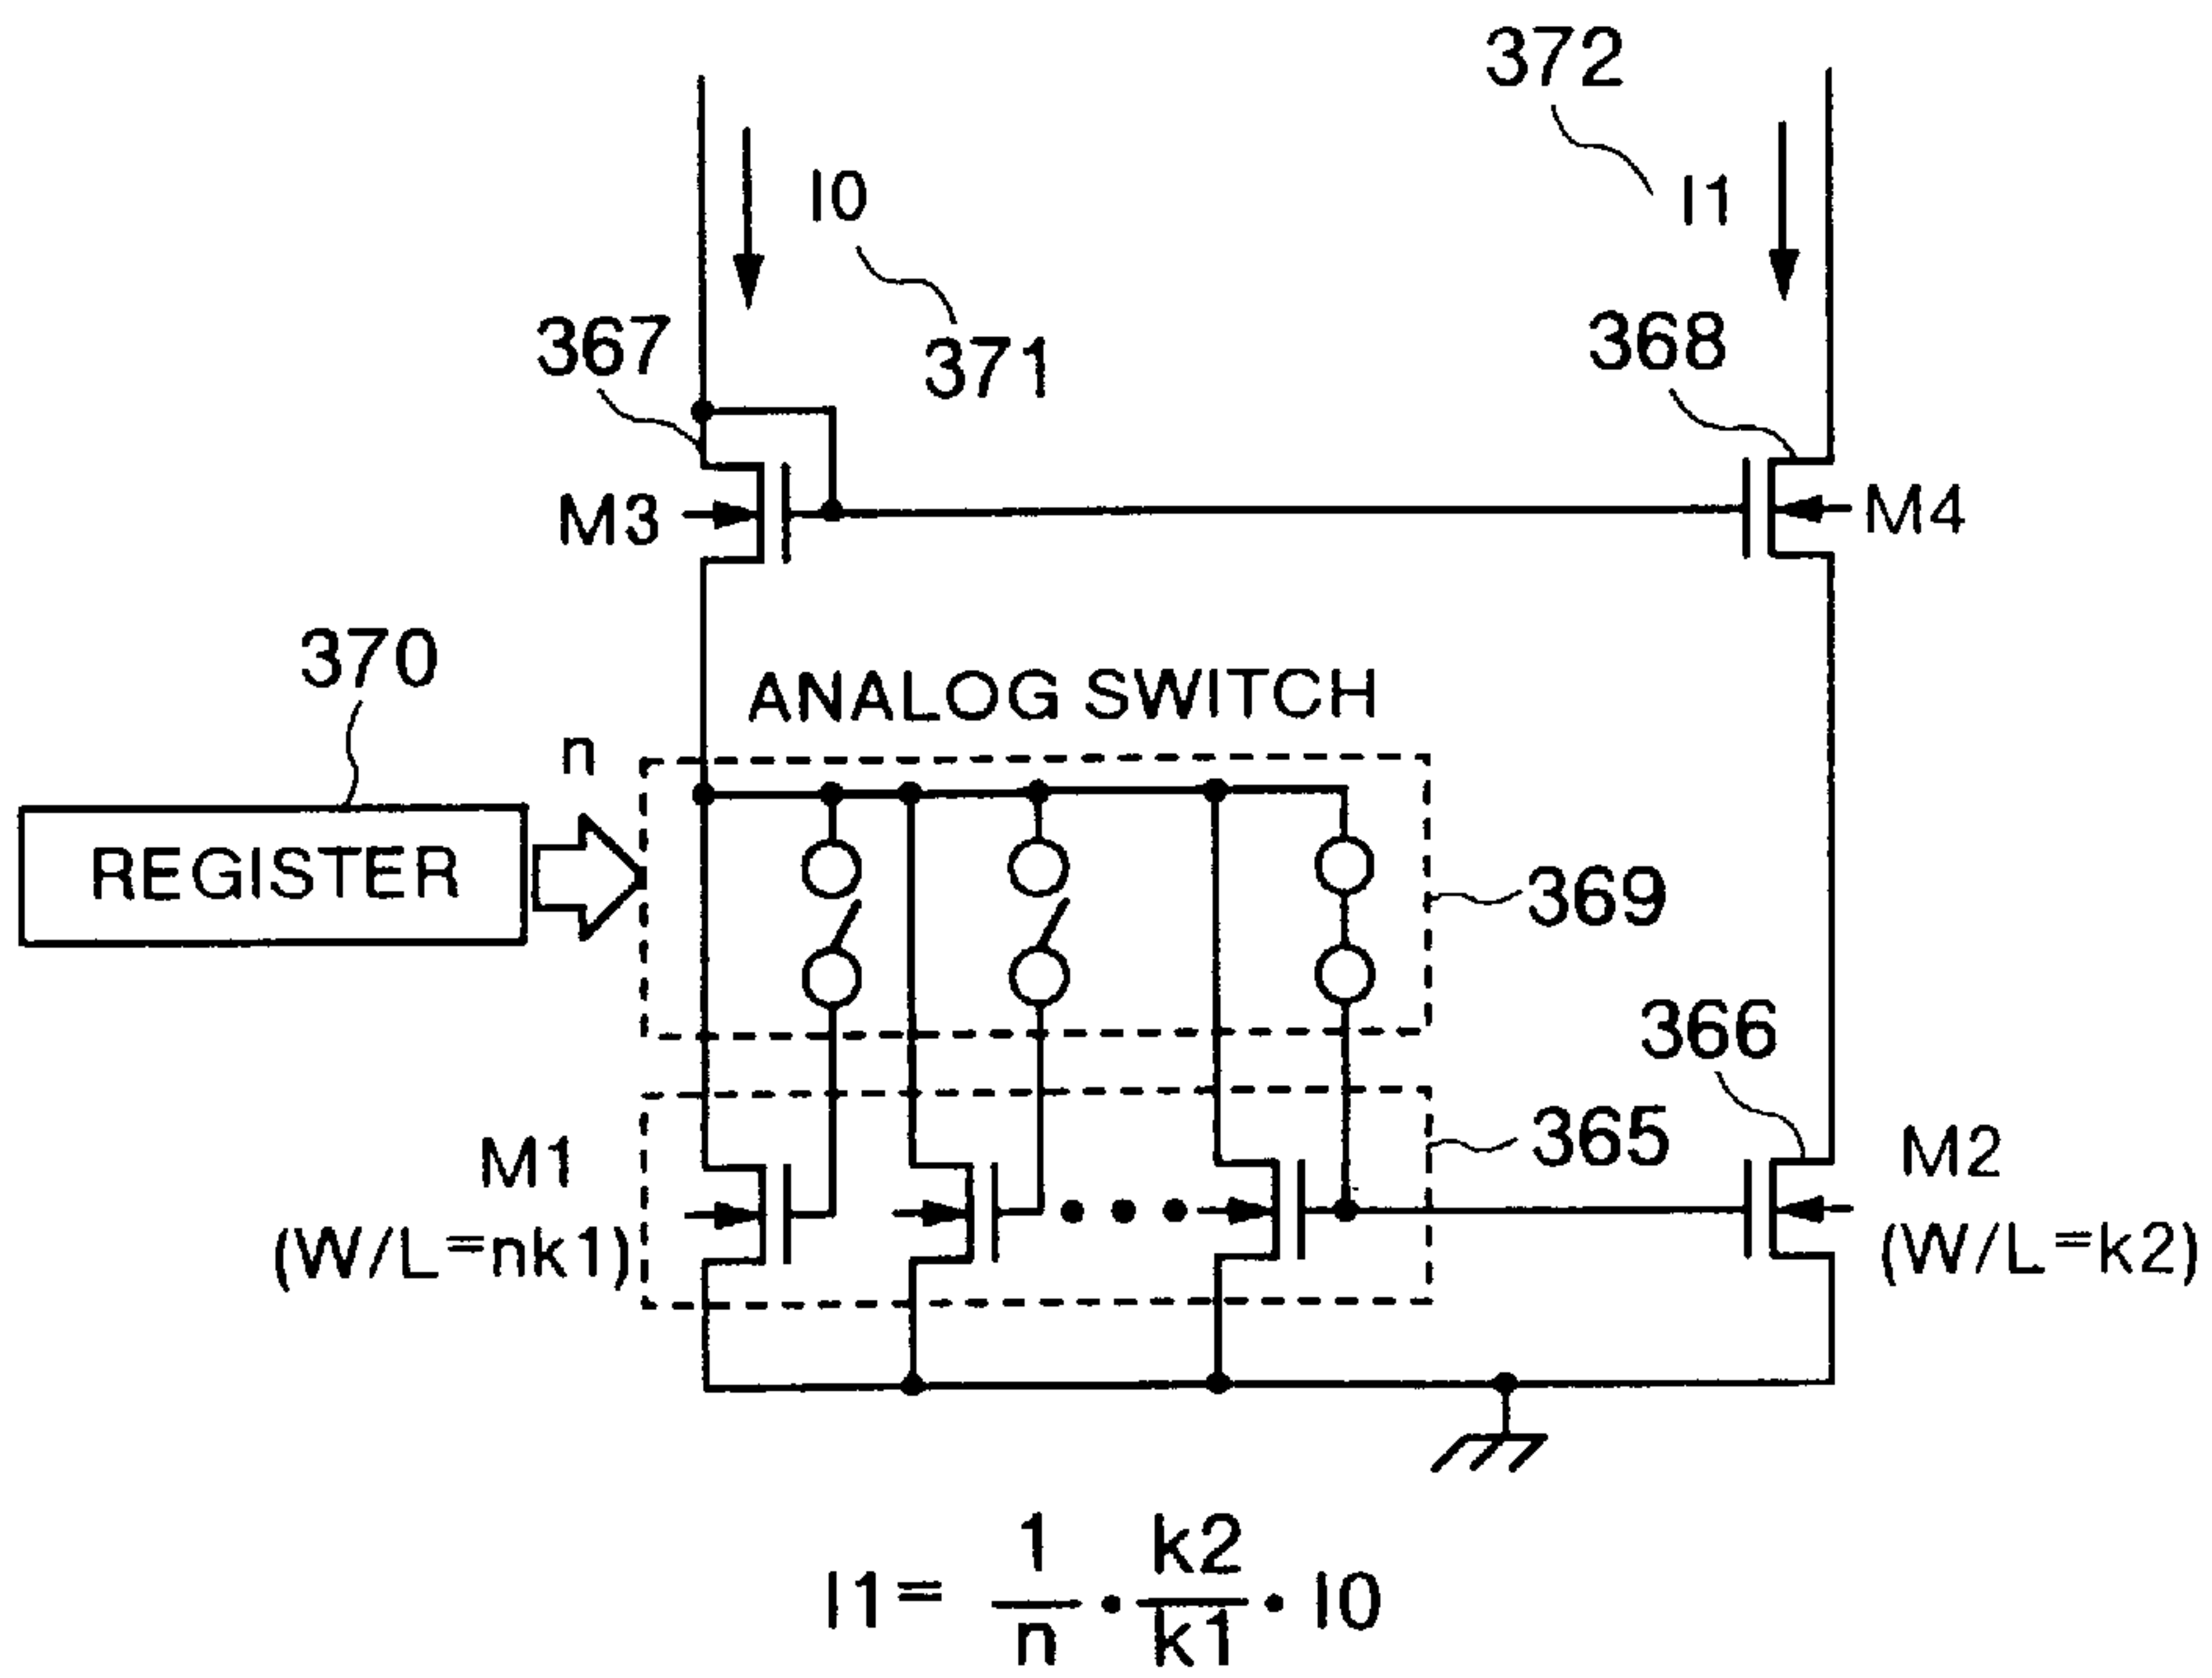 372
I0
I1
367
371
368
M3
M4
370
ANALOG SWITCH
n
REGISTER
369
366
365
M1
(W/L=nk1)
M2
(W/L=k2)
I1= 1/n · k2/k1 · I0